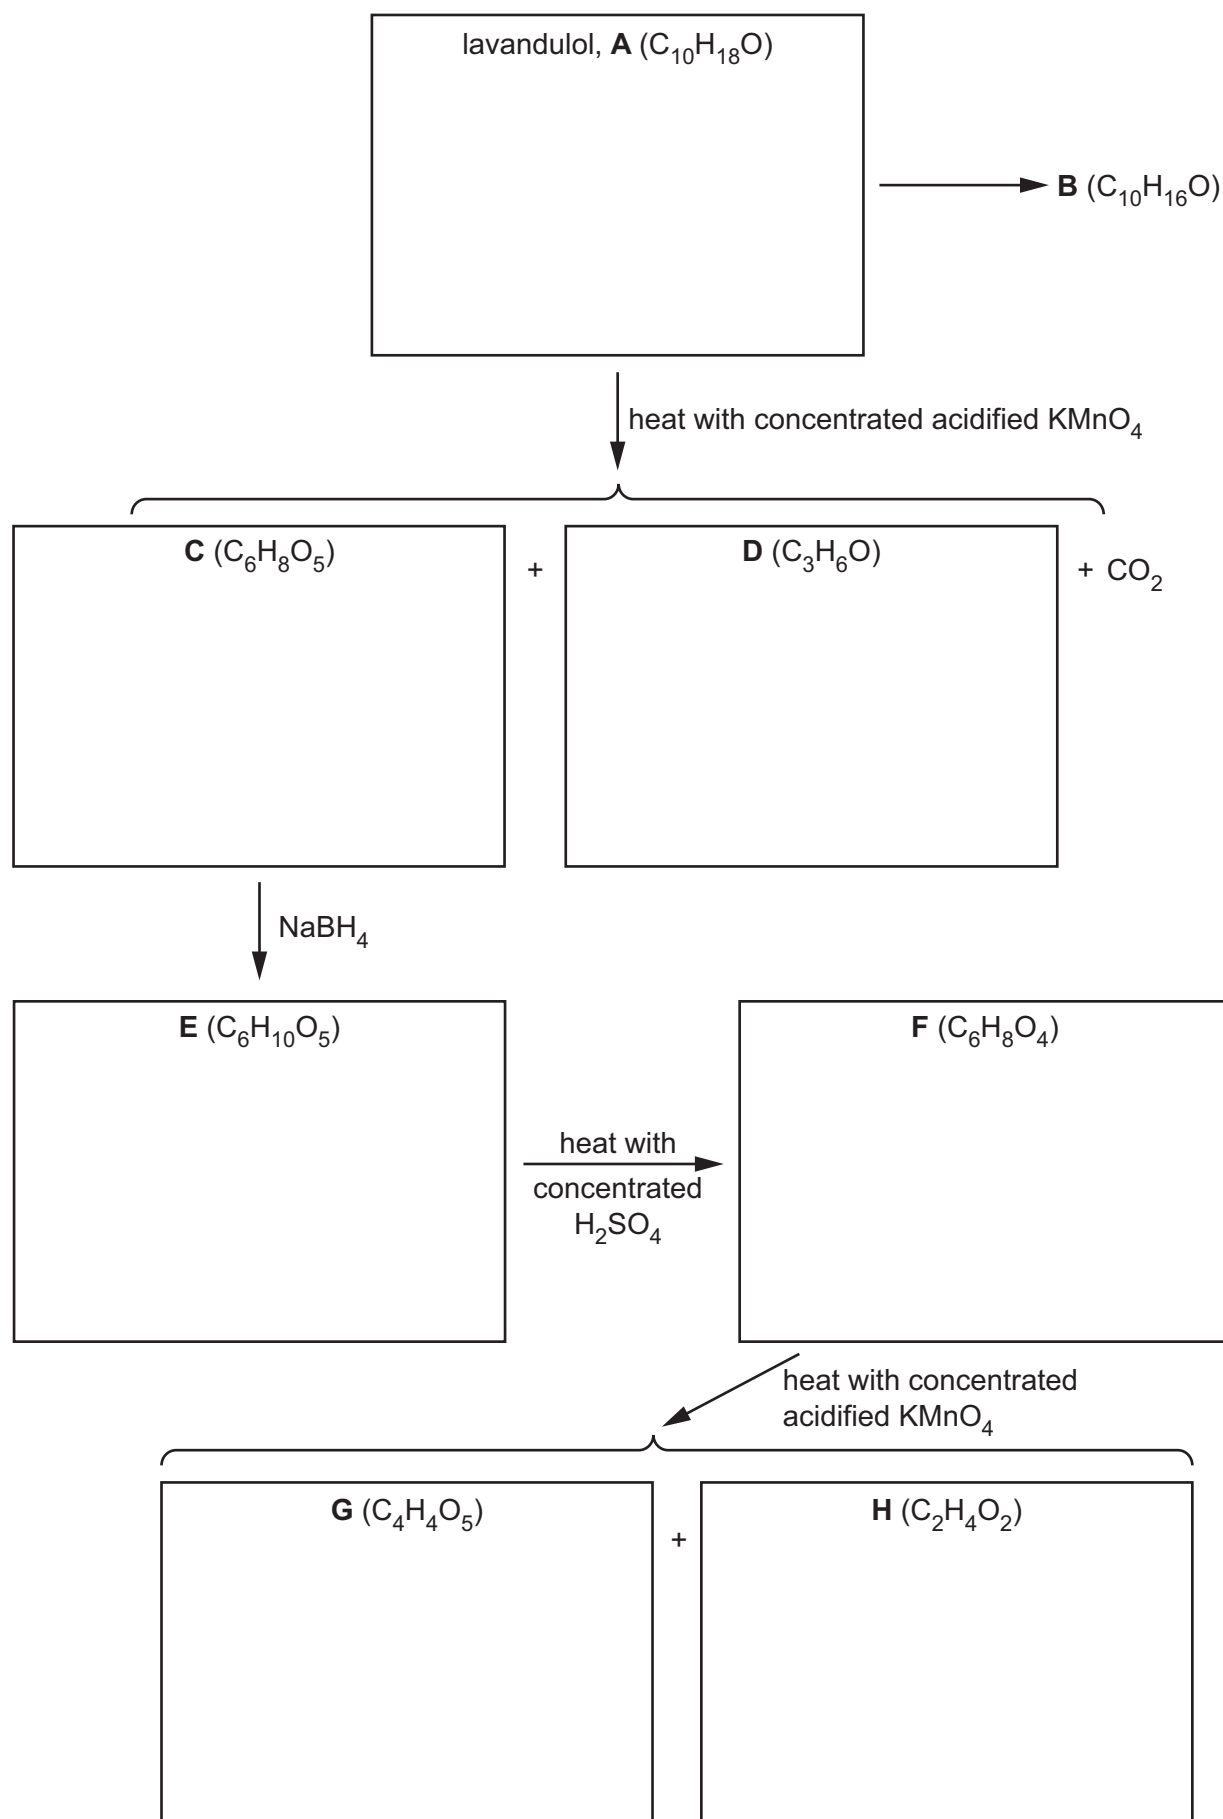 lavandulol, A (C₁₀H₁₈O)
B (C₁₀H₁₆O)
heat with concentrated acidified KMnO₄
C (C₆H₈O₅)
+
D (C₃H₆O)
+ CO₂
NaBH₄
E (C₆H₁₀O₅)
heat with
concentrated
H₂SO₄
F (C₆H₈O₄)
heat with concentrated
acidified KMnO₄
G (C₄H₄O₅)
+
H (C₂H₄O₂)